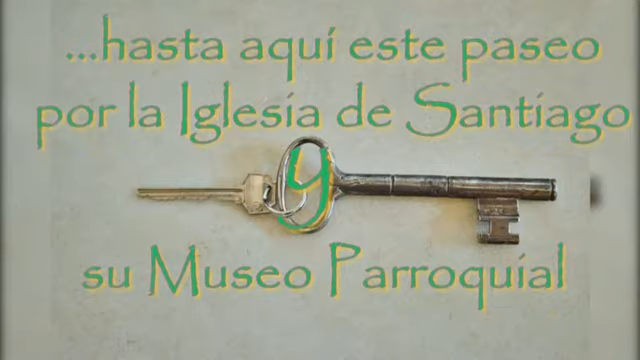 ...hasta aquí este paseo
por la Iglesia de Santiago
y
su Museo Parroquial